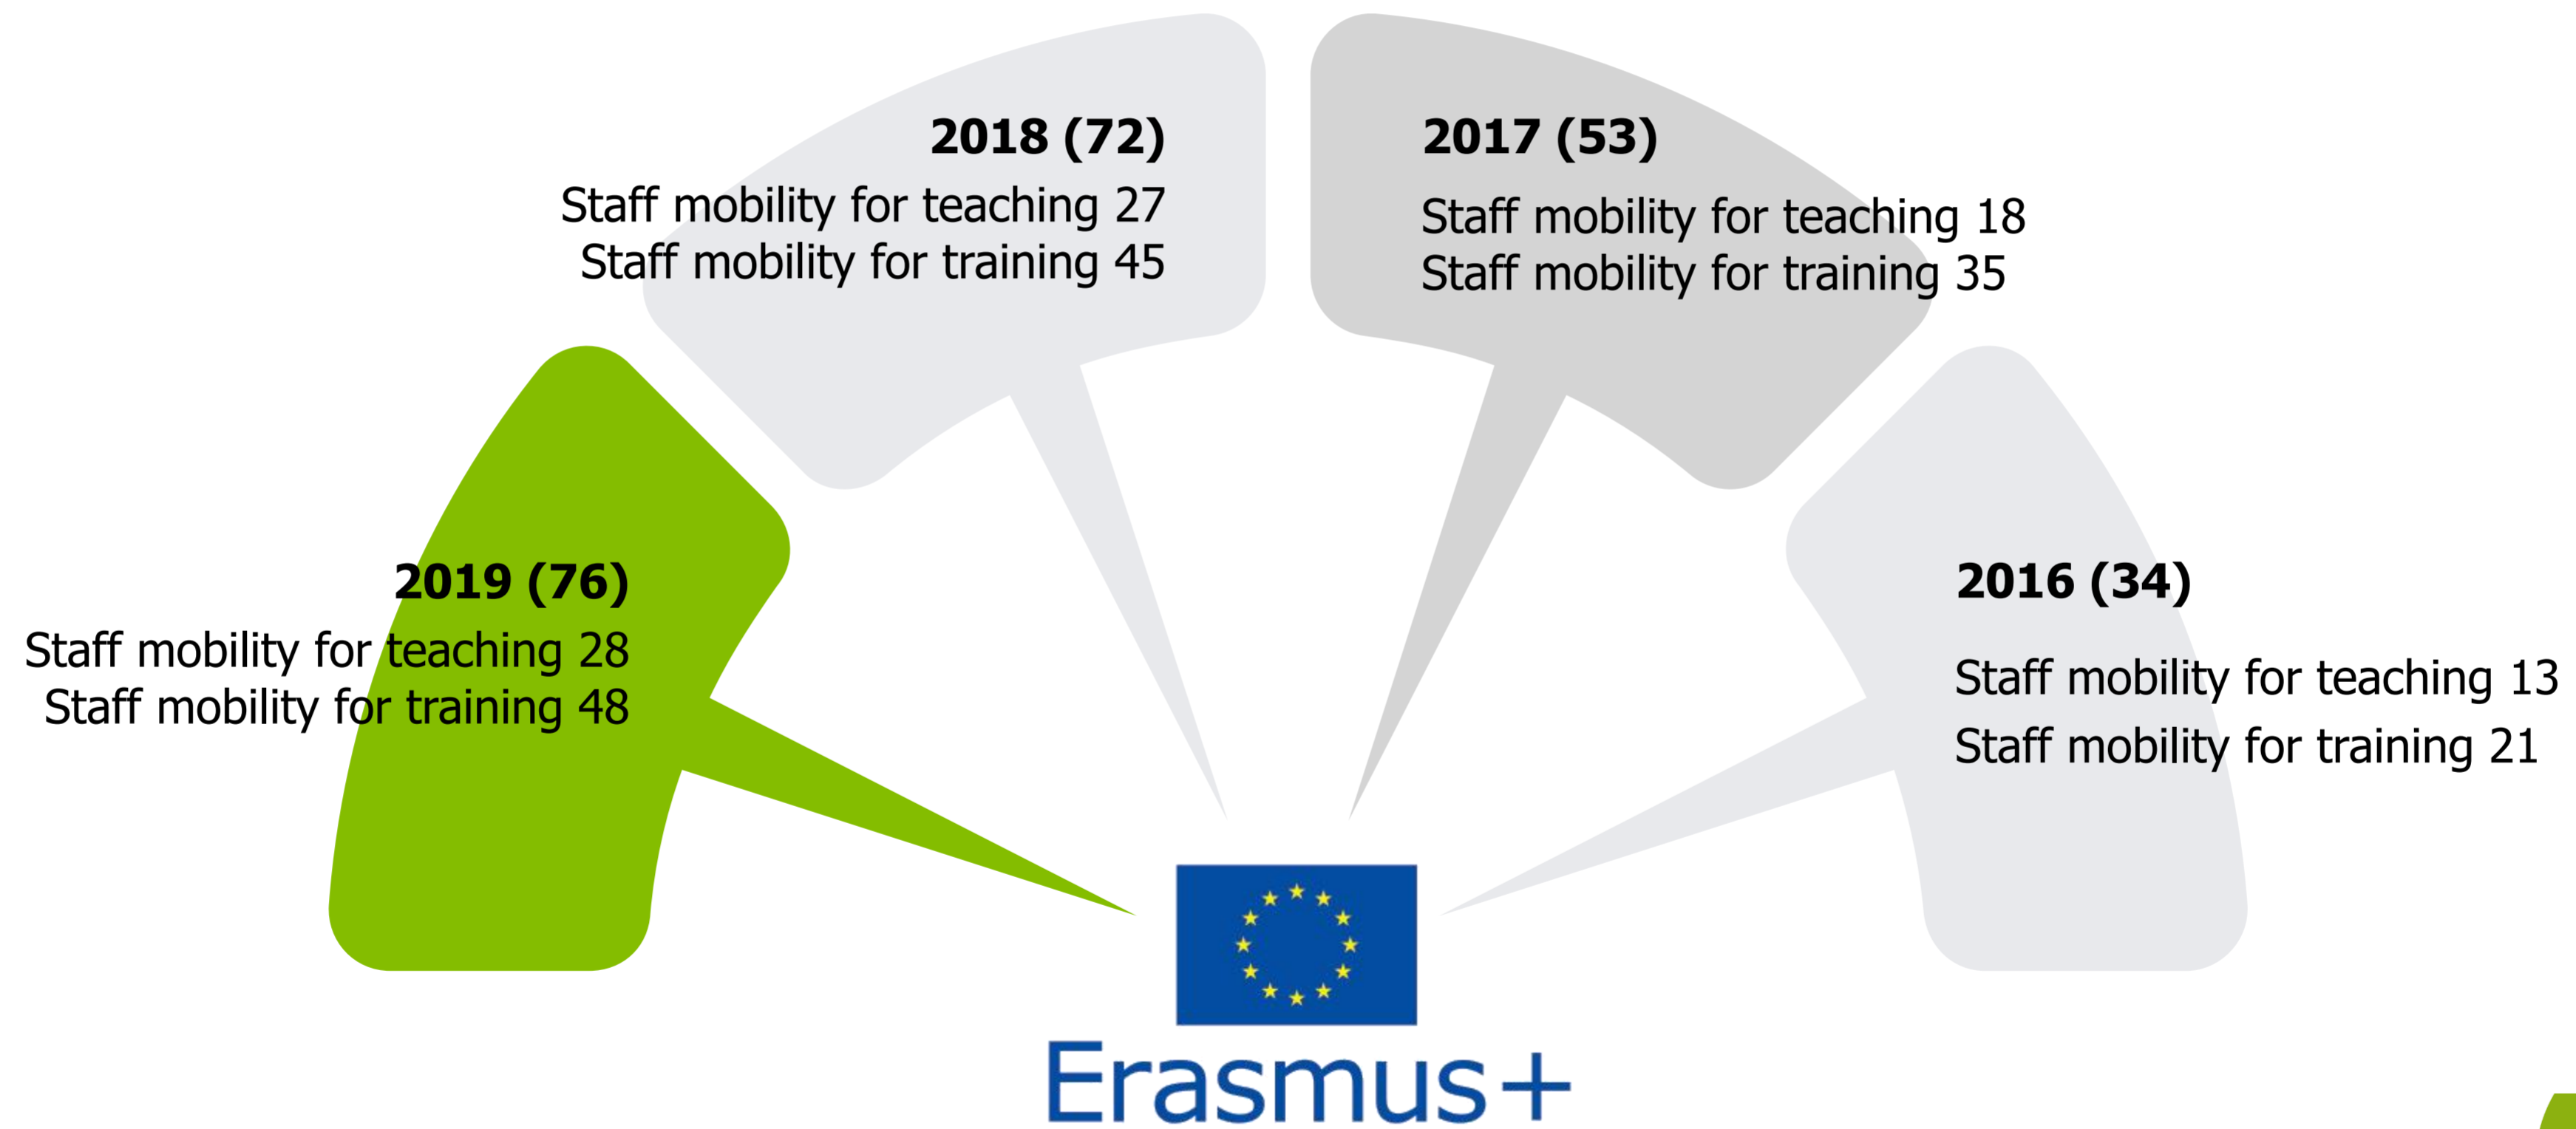 2018 (72)
Staff mobility for teaching 27
Staff mobility for training 45
2017 (53)
Staff mobility for teaching 18
Staff mobility for training 35
2019 (76)
Staff mobility for teaching 28
Staff mobility for training 48
2016 (34)
Staff mobility for teaching 13
Staff mobility for training 21
Erasmus+